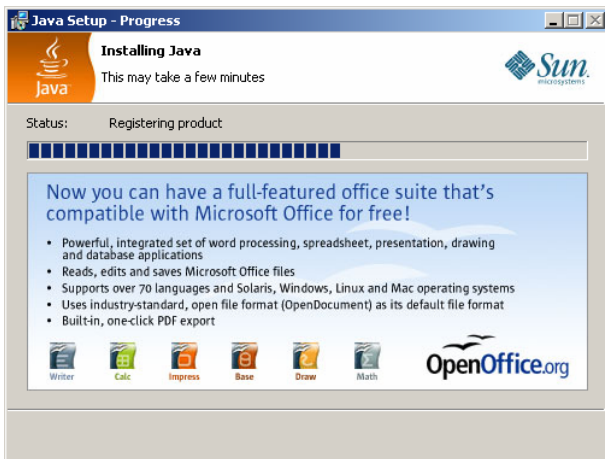 Java Setup - Progress
Java
Installing Java
This may take a few minutes
Sun
microsystems
Status: Registering product
Now you can have a full-featured office suite that's
compatible with Microsoft Office for free!
• Powerful, integrated set of word processing, spreadsheet, presentation, drawing
and database applications
• Reads, edits and saves Microsoft Office files
• Supports over 70 languages and Solaris, Windows, Linux and Mac operating systems
• Uses industry-standard, open file format (OpenDocument) as its default file format
• Built-in, one-click PDF export
Writer Calc Impress Base Draw Math
OpenOffice.org